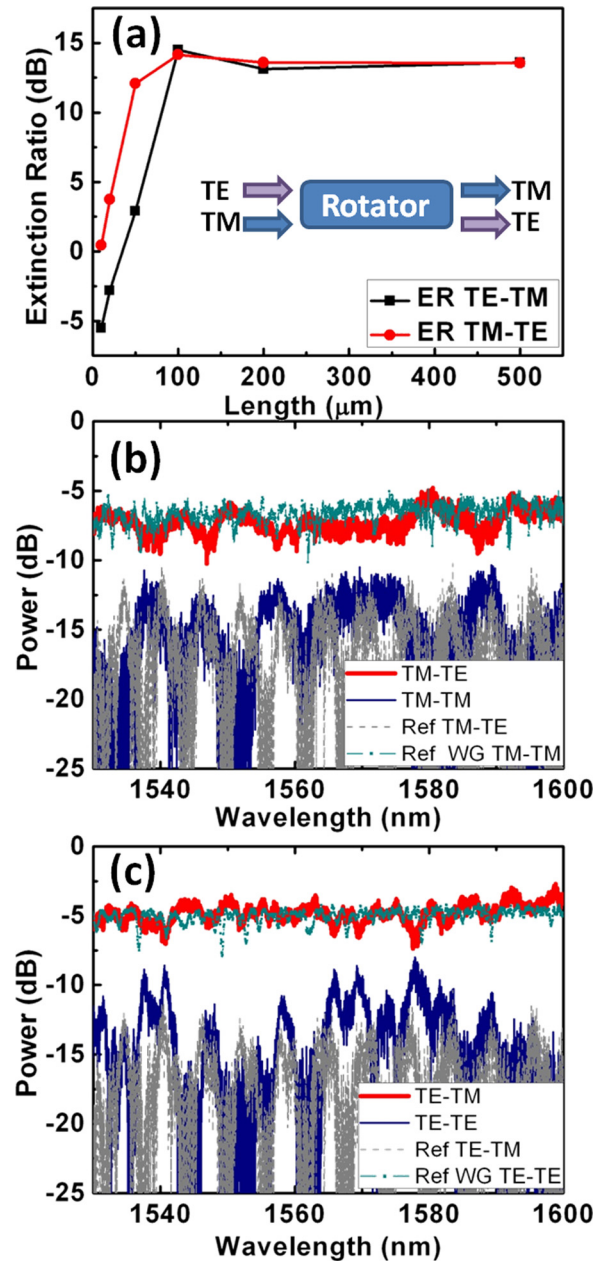 (a)
Extinction Ratio (dB)
15
10
5
0
-5
TE
TM
Rotator
TM
TE
ER TE-TM
ER TM-TE
0 100 200 300 400 500
Length (μm)
(b)
Power (dB)
0
-5
-10
-15
-20
-25
TM-TE
TM-TM
Ref TM-TE
Ref WG TM-TM
1540 1560 1580 1600
Wavelength (nm)
(c)
Power (dB)
0
-5
-10
-15
-20
-25
TE-TM
TE-TE
Ref TE-TM
Ref WG TE-TE
1540 1560 1580 1600
Wavelength (nm)